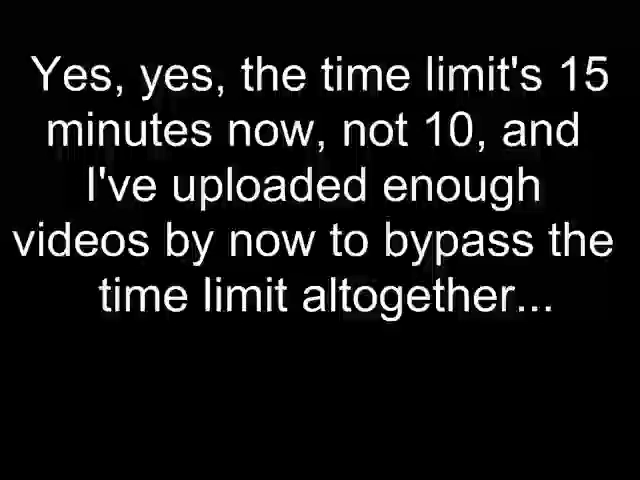 Yes, yes, the time limit's 15
minutes now, not 10, and
I've uploaded enough
videos by now to bypass the
time limit altogether...